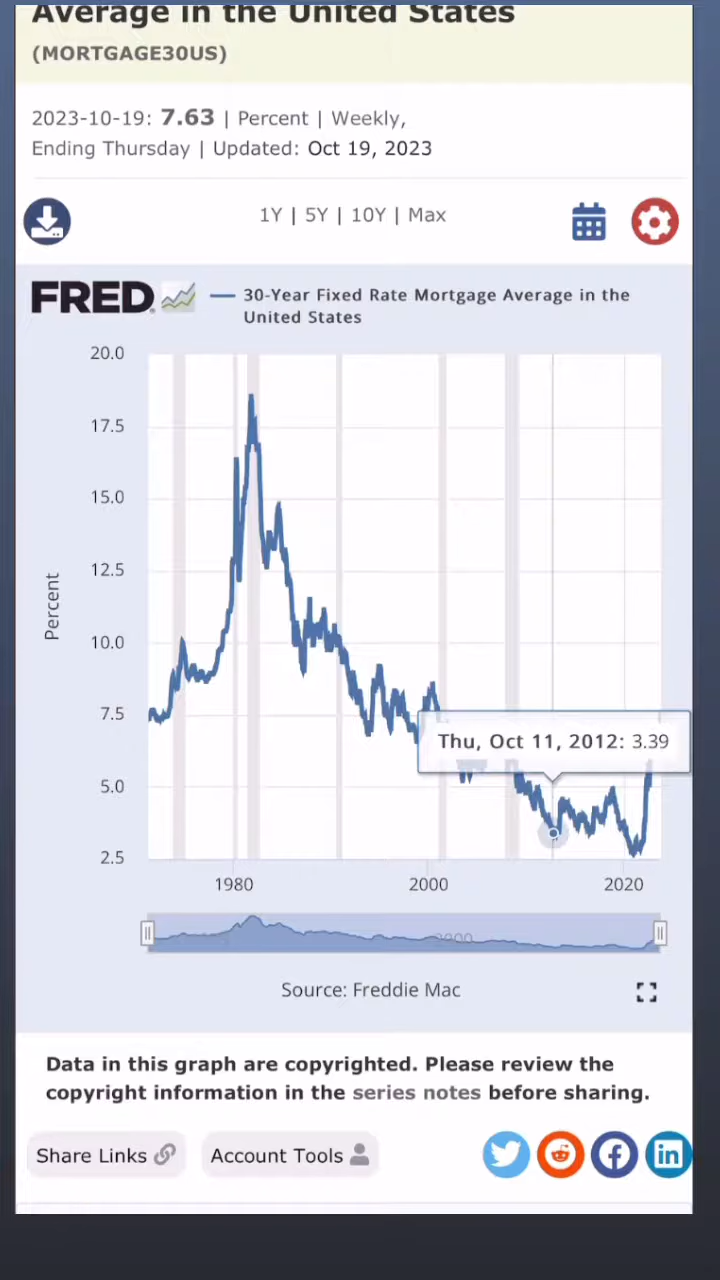 Average in the United States
(MORTGAGE30US)
2023-10-19: 7.63 | Percent | Weekly,
Ending Thursday | Updated: Oct 19, 2023
1Y | 5Y | 10Y | Max
FRED
30-Year Fixed Rate Mortgage Average in the
United States
20.0
17.5
15.0
12.5
10.0
7.5
5.0
2.5
Percent
Thu, Oct 11, 2012: 3.39
1980
2000
2020
2000
Source: Freddie Mac
Data in this graph are copyrighted. Please review the
copyright information in the series notes before sharing.
Share Links
Account Tools
in